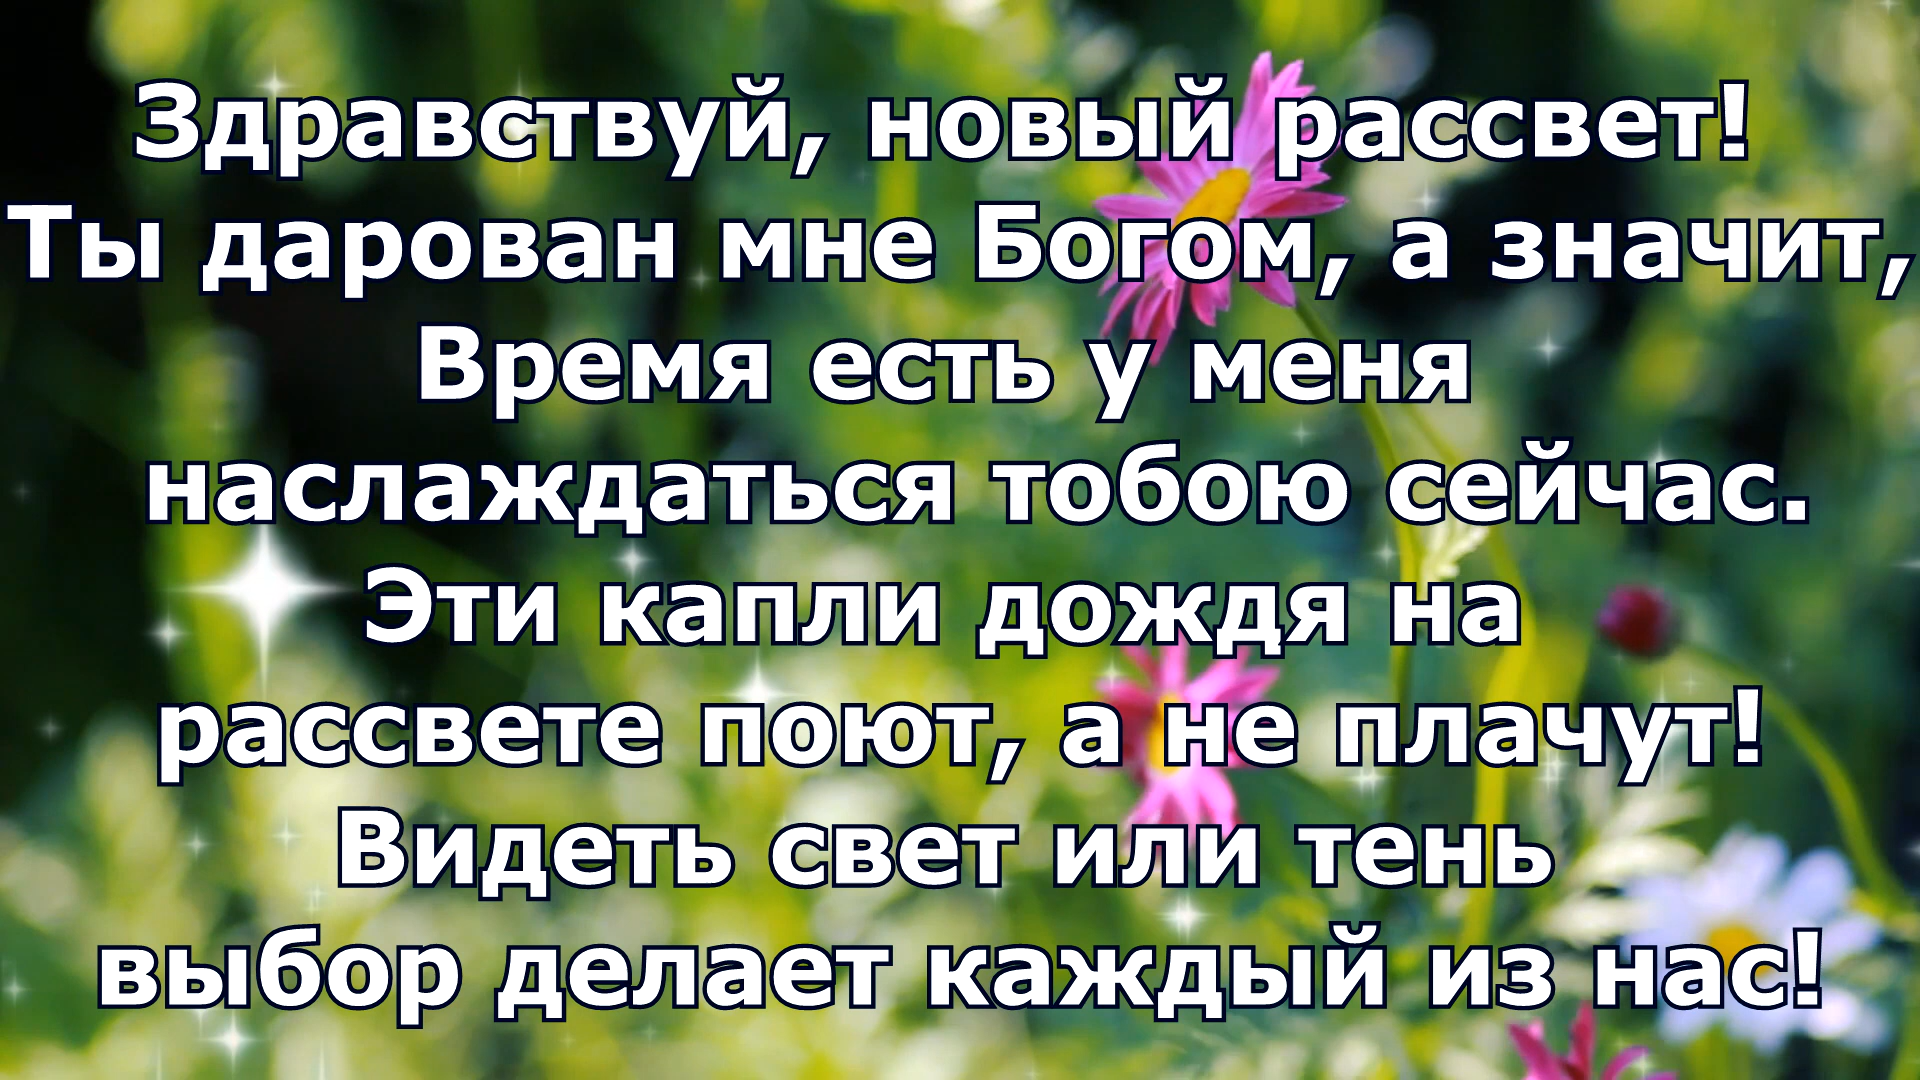 Здравствуй, новый рассвет!
Ты дарован мне Богом, а значит,
Время есть у меня
наслаждаться тобою сейчас.
Эти капли дождя на
рассвете поют, а не плачут!
Видеть свет или тень
выбор делает каждый из нас!